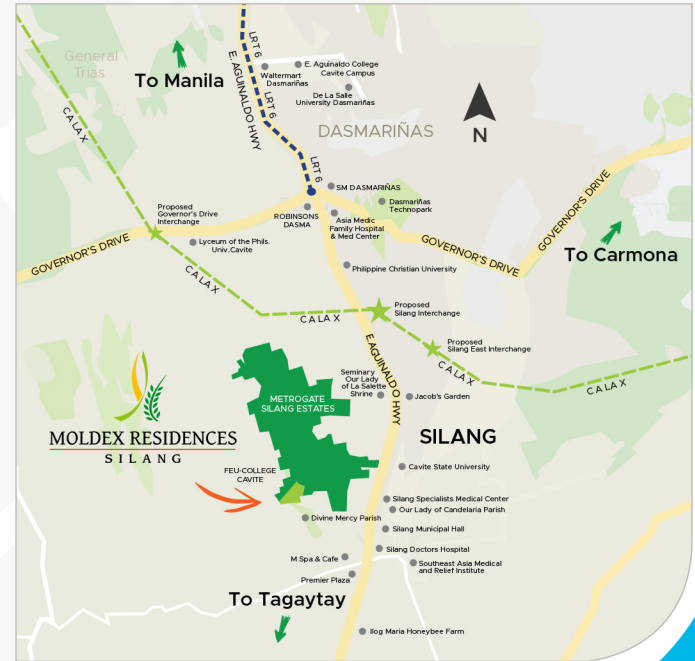 General
Trias
To Manila
LRT 6
E. AGUINALDO HWY
LRT 6
LRT 6
Waltermart
Dasmariñas
E. Aguinaldo College
Cavite Campus
De La Salle
University Dasmariñas
DASMARIÑAS
N
CALAX
Proposed
Governor's Drive
Interchange
GOVERNOR'S DRIVE
Lyceum of the Phils.
Univ.Cavite
ROBINSONS
DASMA
SM DASMARIÑAS
Asia Medic
Family Hospital
& Med Center
Dasmariñas
Technopark
GOVERNOR'S DRIVE
GOVERNOR'S DRIVE
To Carmona
Philippine Christian University
CALAX
CALAX
Proposed
Silang Interchange
Proposed
Silang East Interchange
CALAX
CALAX
E.AGUINALDO HWY
Seminary
Our Lady
of La Salette
Shrine
Jacob's Garden
METROGATE
SILANG ESTATES
MOLDEX RESIDENCES
SILANG
SILANG
FEU-COLLEGE
CAVITE
Cavite State University
Silang Specialists Medical Center
Our Lady of Candelaria Parish
Divine Mercy Parish
Silang Municipal Hall
Silang Doctors Hospital
M Spa & Cafe
Southeast Asia Medical
and Relief Institute
Premier Plaza
To Tagaytay
Ilog Maria Honeybee Farm